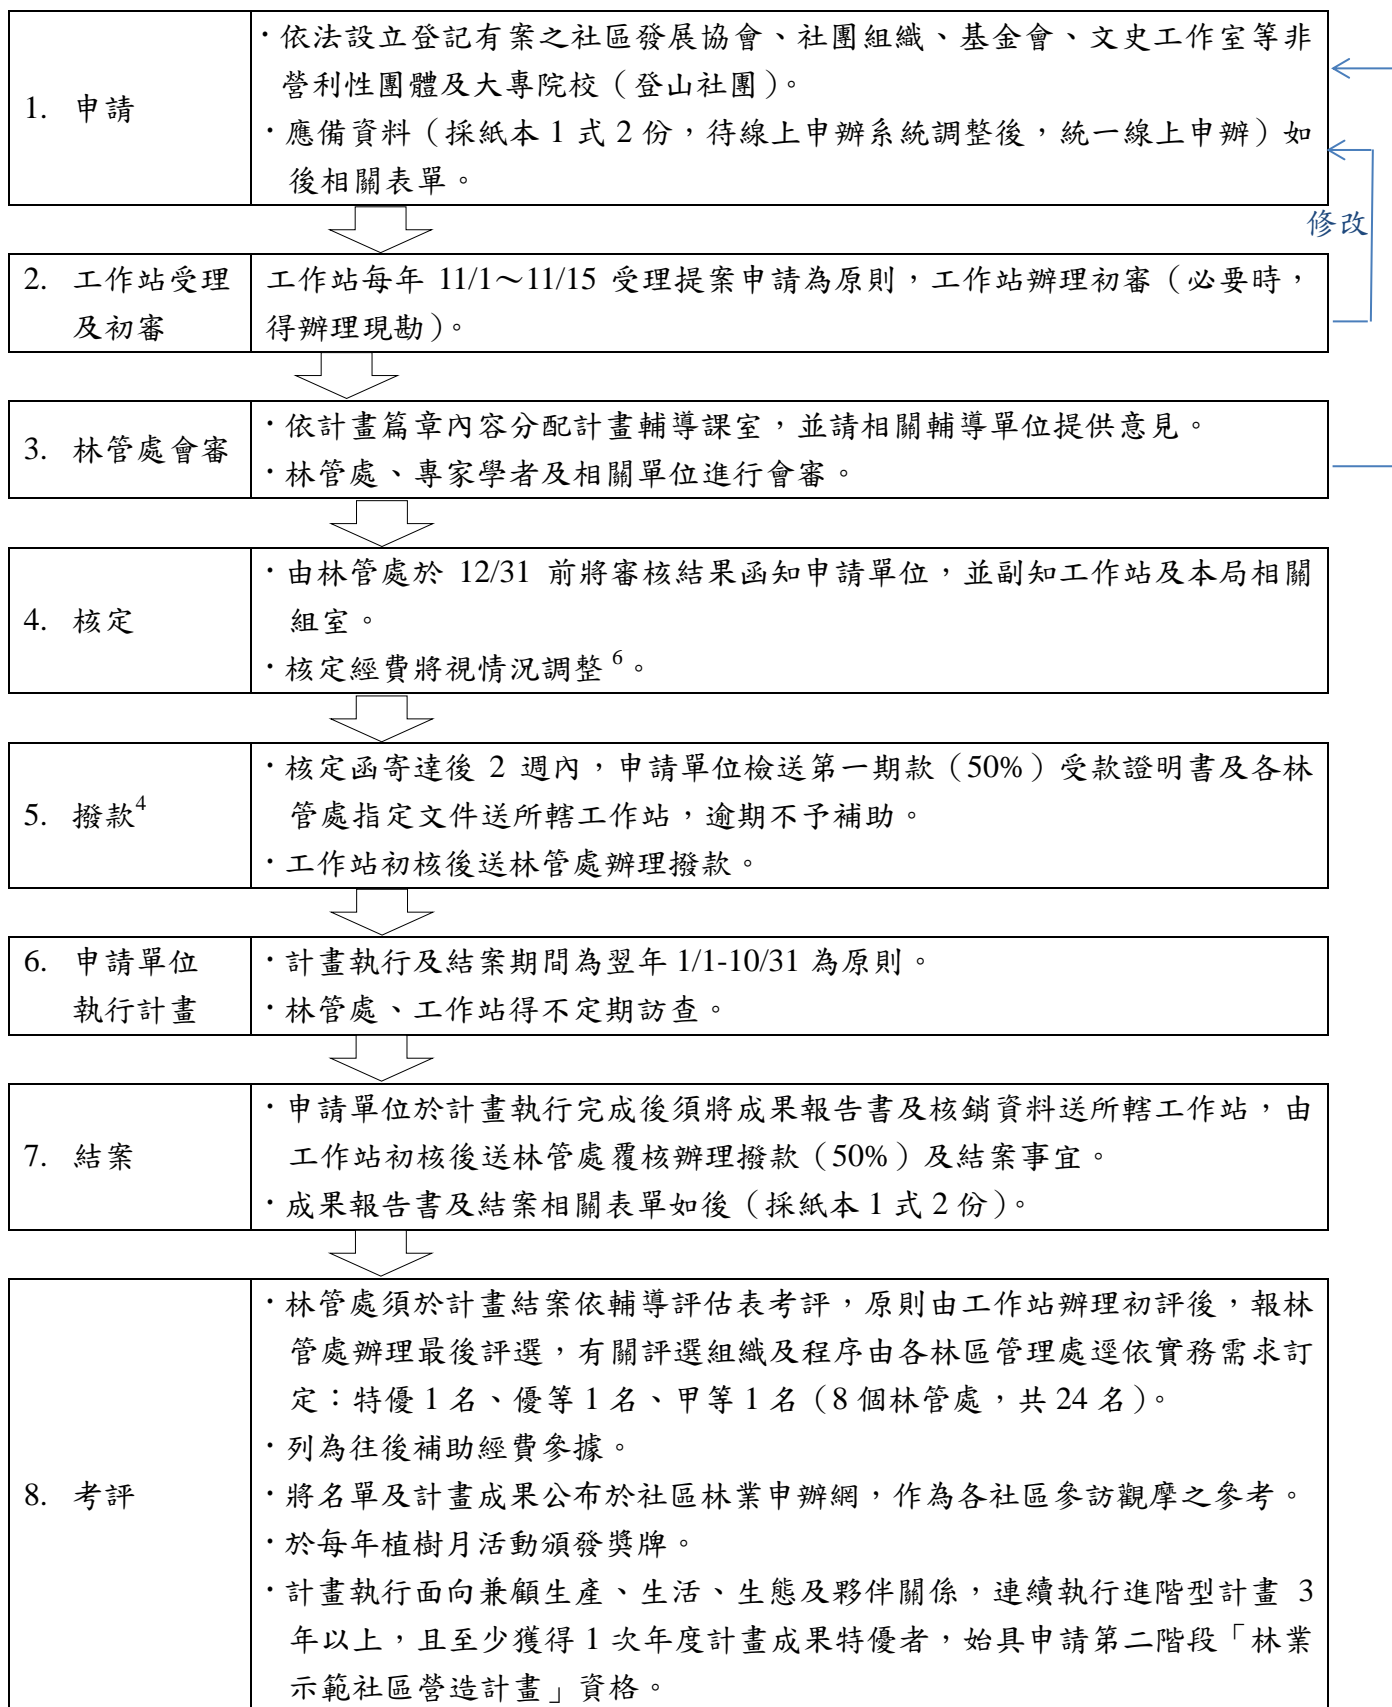 1. 申請
・依法設立登記有案之社區發展協會、社團組織、基金會、文史工作室等非
營利性團體及大專院校（登山社團）。
・應備資料（採紙本 1 式 2 份，待線上申辦系統調整後，統一線上申辦）如
後相關表單。
修改
2. 工作站受理
及初審
工作站每年 11/1～11/15 受理提案申請為原則，工作站辦理初審（必要時，
得辦理現勘）。
3. 林管處會審
・依計畫篇章內容分配計畫輔導課室，並請相關輔導單位提供意見。
・林管處、專家學者及相關單位進行會審。
4. 核定
・由林管處於 12/31 前將審核結果函知申請單位，並副知工作站及本局相關
組室。
・核定經費將視情況調整 6。
5. 撥款4
・核定函寄達後 2 週內，申請單位檢送第一期款（50%）受款證明書及各林
管處指定文件送所轄工作站，逾期不予補助。
・工作站初核後送林管處辦理撥款。
6. 申請單位
執行計畫
・計畫執行及結案期間為翌年 1/1-10/31 為原則。
・林管處、工作站得不定期訪查。
7. 結案
・申請單位於計畫執行完成後須將成果報告書及核銷資料送所轄工作站，由
工作站初核後送林管處覆核辦理撥款（50%）及結案事宜。
・成果報告書及結案相關表單如後（採紙本 1 式 2 份）。
8. 考評
・林管處須於計畫結案依輔導評估表考評，原則由工作站辦理初評後，報林
管處辦理最後評選，有關評選組織及程序由各林區管理處逕依實務需求訂
定：特優 1 名、優等 1 名、甲等 1 名（8 個林管處，共 24 名）。
・列為往後補助經費參據。
・將名單及計畫成果公布於社區林業申辦網，作為各社區參訪觀摩之參考。
・於每年植樹月活動頒發獎牌。
・計畫執行面向兼顧生產、生活、生態及夥伴關係，連續執行進階型計畫 3
年以上，且至少獲得 1 次年度計畫成果特優者，始具申請第二階段「林業
示範社區營造計畫」資格。